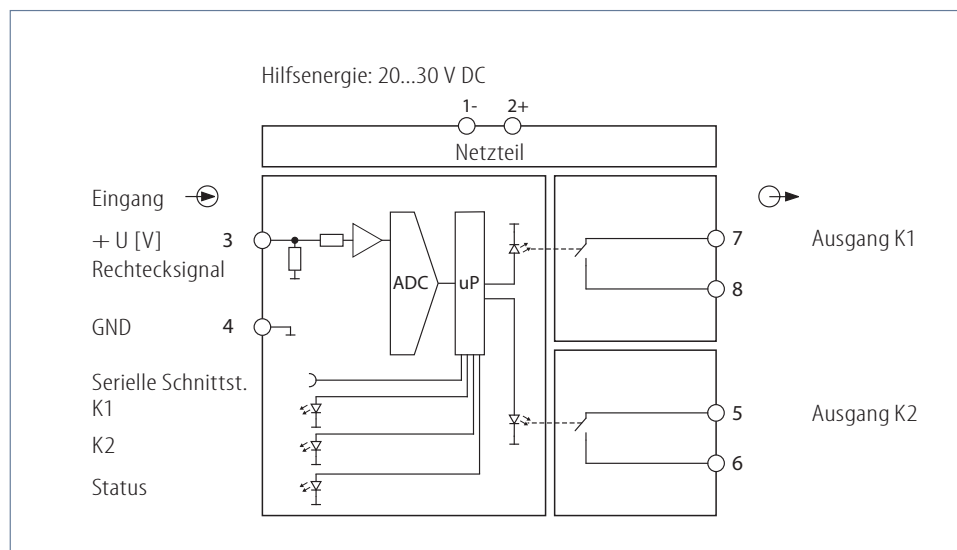 Hilfsenergie: 20...30 V DC
1- 2+
Netzteil
Eingang
+ U [V] 3
Rechtecksignal
ADC
uP
7 Ausgang K1
8
GND 4
Serielle Schnittst.
K1
K2
Status
5 Ausgang K2
6